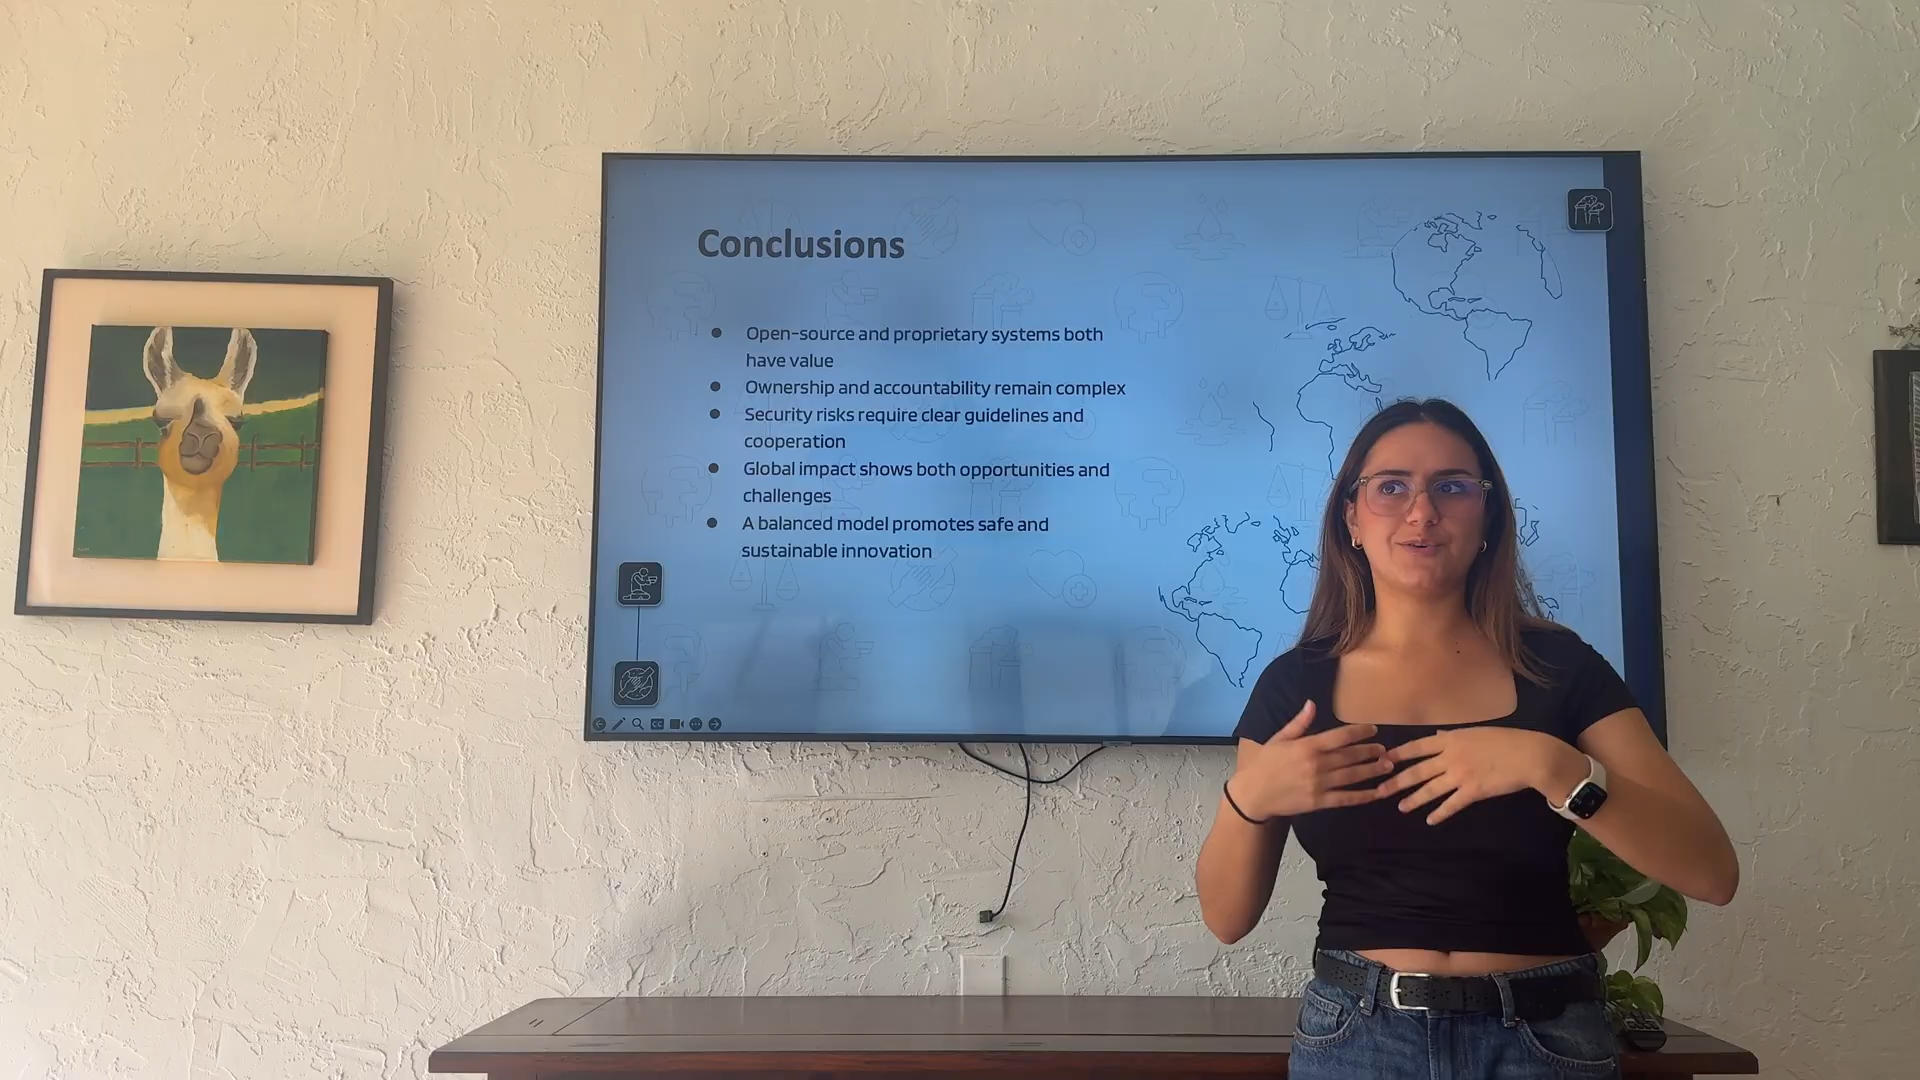 Conclusions
● Open-source and proprietary systems both
have value
● Ownership and accountability remain complex
● Security risks require clear guidelines and
cooperation
● Global impact shows both opportunities and
challenges
● A balanced model promotes safe and
sustainable innovation
CC